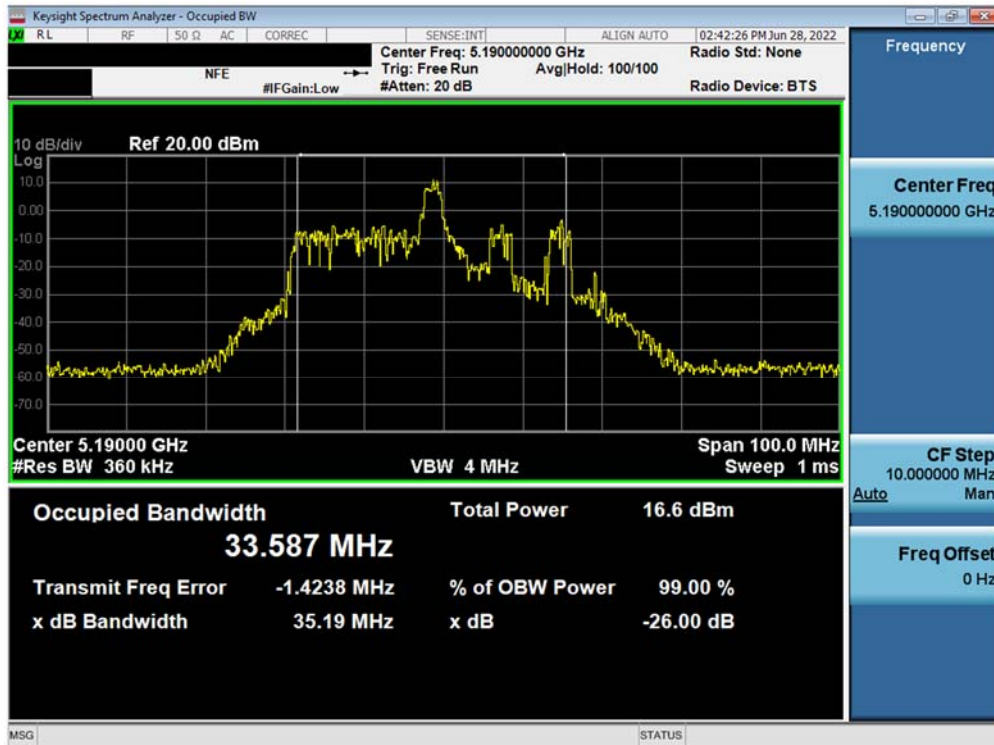 Keysight Spectrum Analyzer - Occupied BW
LXI RL RF 50 Ω AC CORREC SENSE:INT ALIGN AUTO 02:42:26 PM Jun 28, 2022
Center Freq: 5.190000000 GHz Radio Std: None
NFE Trig: Free Run Avg|Hold: 100/100
#IFGain:Low #Atten: 20 dB Radio Device: BTS
Frequency
10 dB/div Ref 20.00 dBm
Log
10.0
0.00
-10.0
-20.0
-30.0
-40.0
-50.0
-60.0
-70.0
Center 5.19000 GHz Span 100.0 MHz
#Res BW 360 kHz VBW 4 MHz Sweep 1 ms
Occupied Bandwidth Total Power 16.6 dBm
33.587 MHz
Transmit Freq Error -1.4238 MHz % of OBW Power 99.00 %
x dB Bandwidth 35.19 MHz x dB -26.00 dB
Center Freq
5.190000000 GHz
CF Step
10.000000 MHz
Auto Man
Freq Offset
0 Hz
MSG STATUS